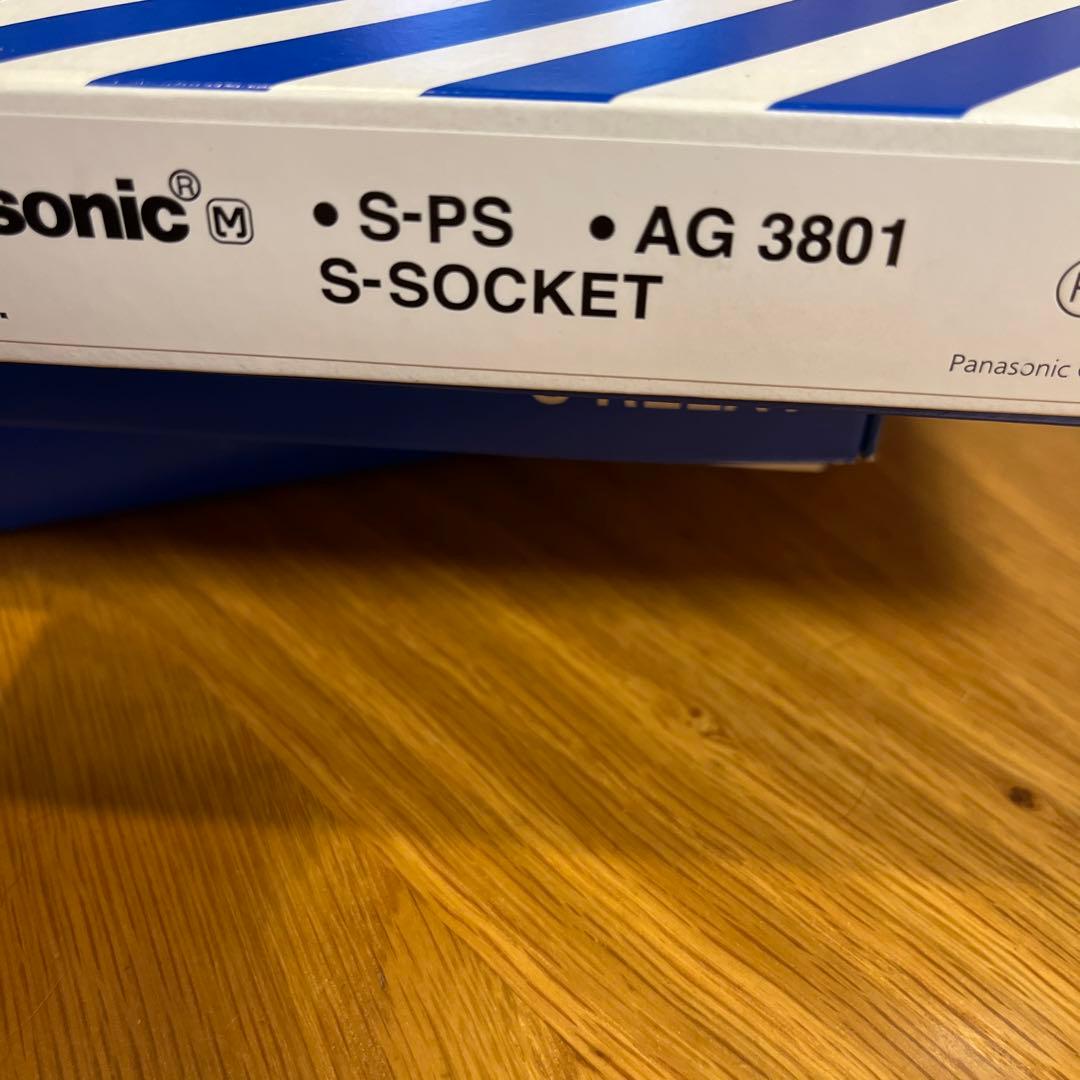 sonic® M • S-PS • AG 3801
S-SOCKET
Panasonic